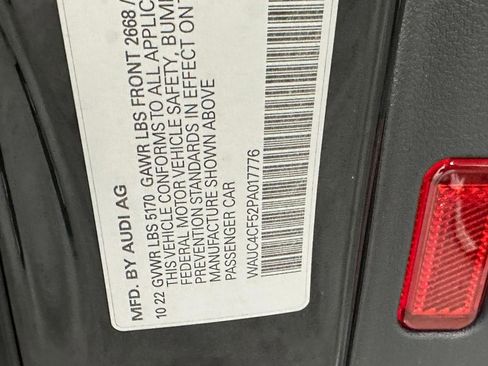 MFD. BY AUDI AG
10 22 GVWR LBS 5170 GAWR LBS FRONT 2668 /
THIS VEHICLE CONFORMS TO ALL APPLIC
FEDERAL MOTOR VEHICLE SAFETY, BUM
PREVENTION STANDARDS IN EFFECT ON
MANUFACTURE SHOWN ABOVE
PASSENGER CAR
WAUC4CF52PA017776